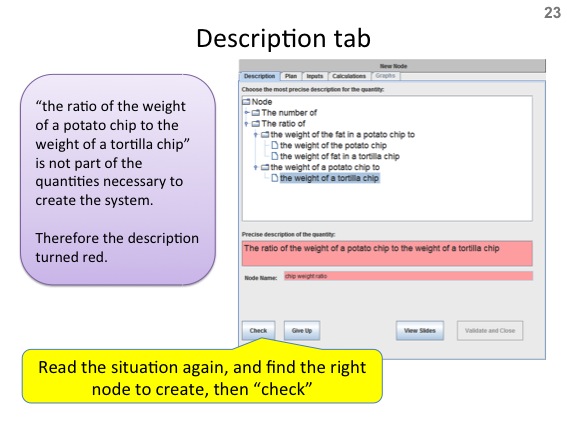 23
Description tab
“the ratio of the weight
of a potato chip to the
weight of a tortilla chip”
is not part of the
quantities necessary to
create the system.
Therefore the description
turned red.
New Node
Description Plan Inputs Calculations Graphs
Choose the most precise description for the quantity:
Node
The number of
The ratio of
the weight of the fat in a potato chip to
the weight of the potato chip
the weight of fat in a tortilla chip
the weight of a potato chip to
the weight of a tortilla chip
Precise description of the quantity:
The ratio of the weight of a potato chip to the weight of a tortilla chip
Node Name: chip weight ratio
Check Give Up View Slides Validate and Close
Read the situation again, and find the right
node to create, then “check”